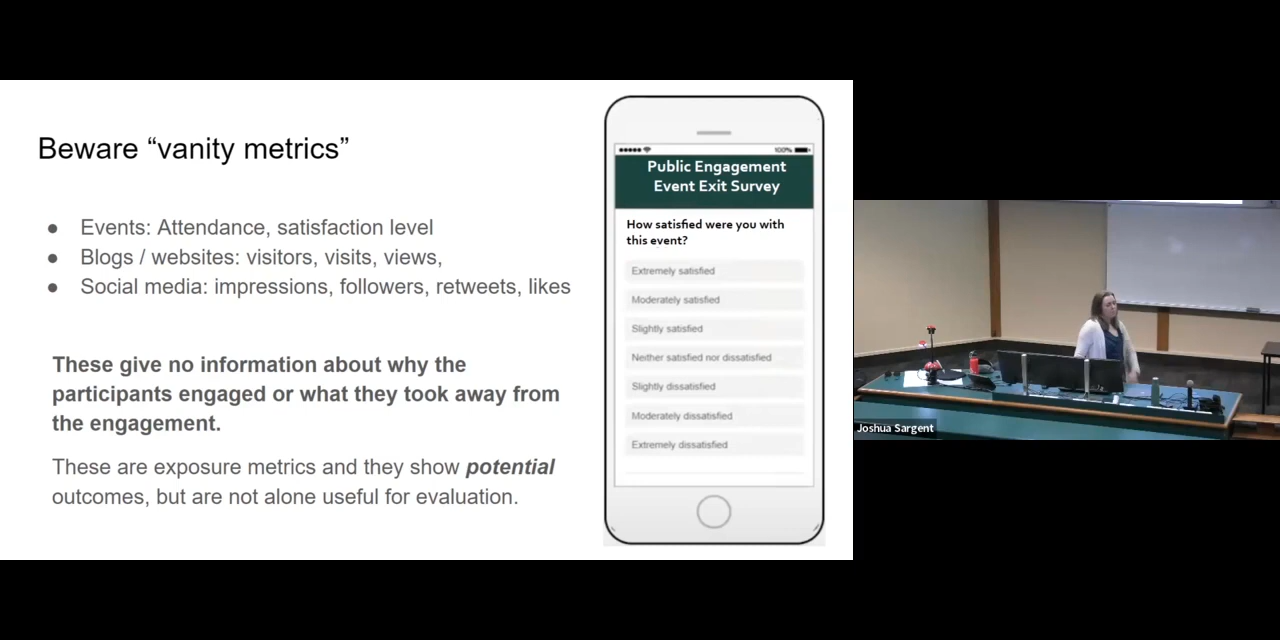 Beware “vanity metrics”
● Events: Attendance, satisfaction level
● Blogs / websites: visitors, visits, views,
● Social media: impressions, followers, retweets, likes
These give no information about why the
participants engaged or what they took away from
the engagement.
These are exposure metrics and they show potential
outcomes, but are not alone useful for evaluation.
100%
Public Engagement
Event Exit Survey
How satisfied were you with
this event?
Extremely satisfied
Moderately satisfied
Slightly satisfied
Neither satisfied nor dissatisfied
Slightly dissatisfied
Moderately dissatisfied
Extremely dissatisfied
Joshua Sargent